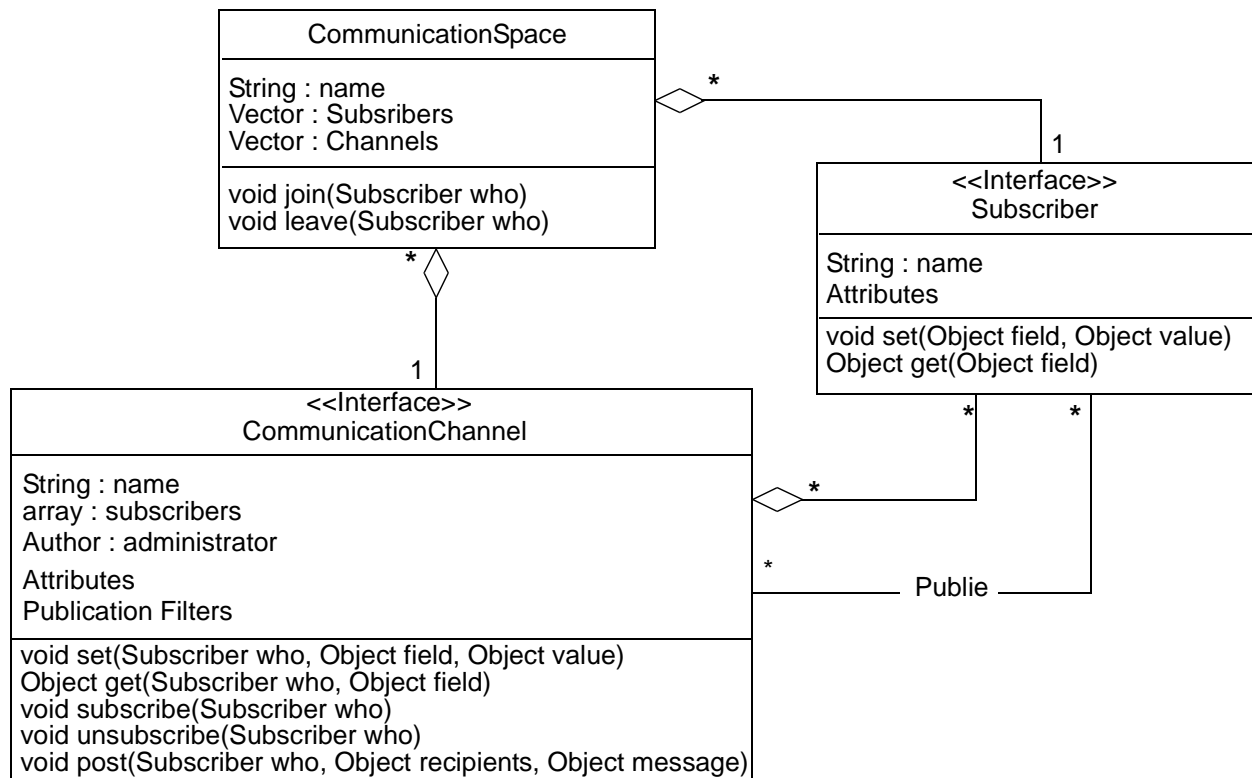 CommunicationSpace
String : name
Vector : Subsribers
Vector : Channels
void join(Subscriber who)
void leave(Subscriber who)
*
1
<<Interface>>
Subscriber
String : name
Attributes
void set(Object field, Object value)
Object get(Object field)
*
1
<<Interface>>
CommunicationChannel
String : name
array : subscribers
Author : administrator
Attributes
Publication Filters
void set(Subscriber who, Object field, Object value)
Object get(Subscriber who, Object field)
void subscribe(Subscriber who)
void unsubscribe(Subscriber who)
void post(Subscriber who, Object recipients, Object message)
*
*
*
*
Publie